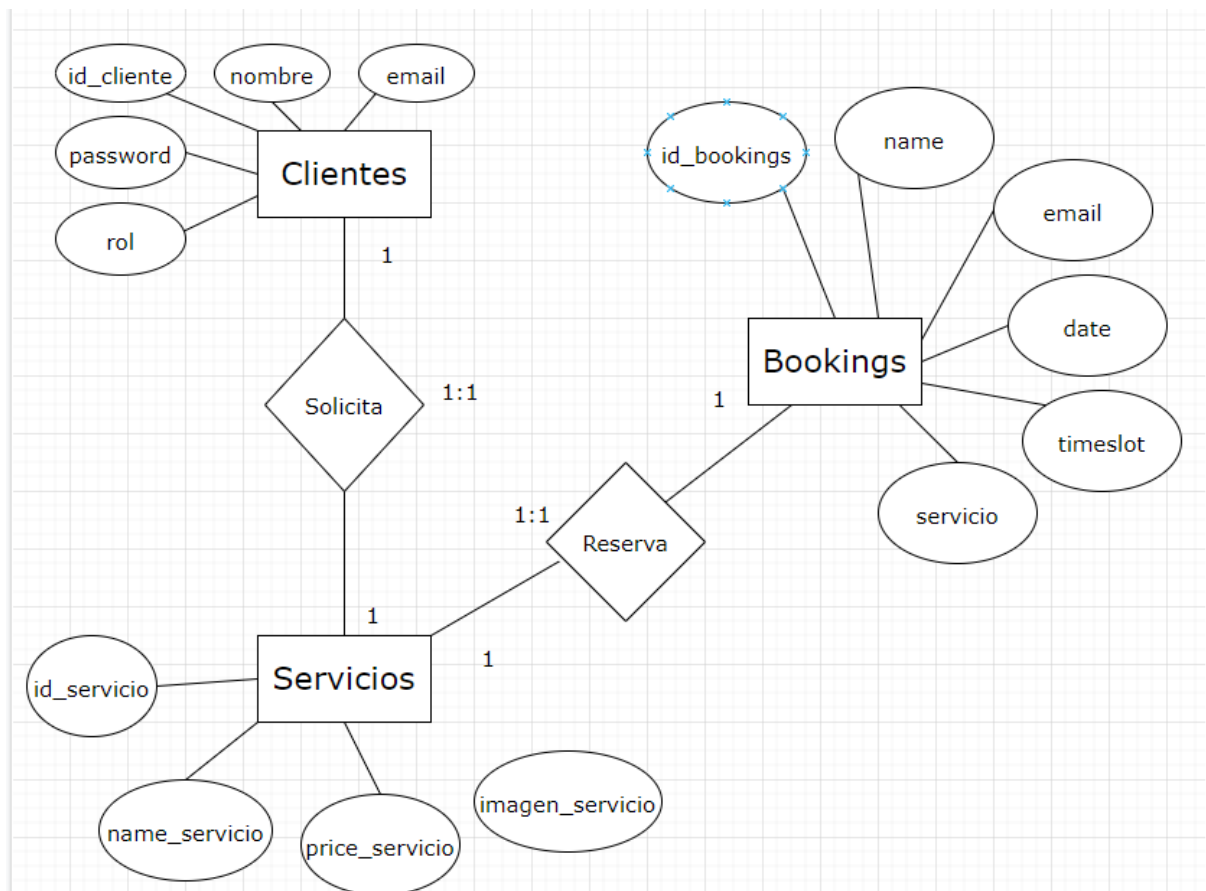 id_cliente
nombre
email
password
Clientes
rol
1
Solicita
1:1
1
Servicios
id_servicio
name_servicio
price_servicio
imagen_servicio
1
1:1
Reserva
1
Bookings
id_bookings
name
email
date
timeslot
servicio